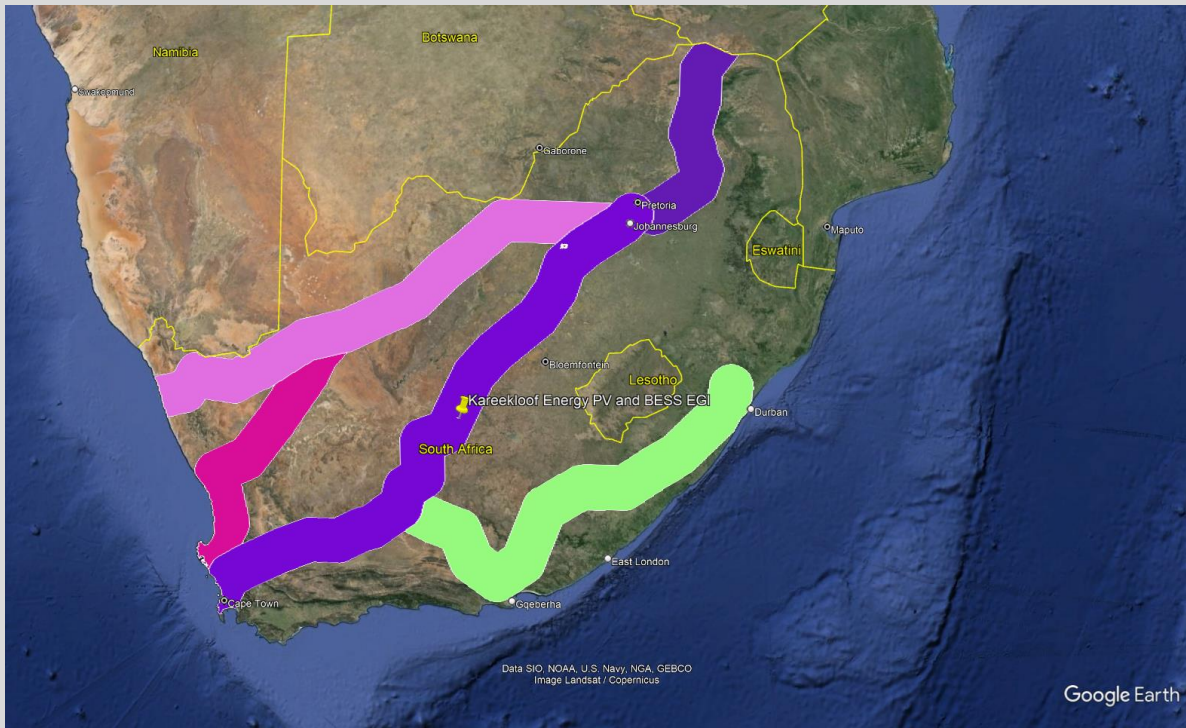 Botswana
Namibia
Swakopmund
Gaborone
Pretoria
Johannesburg
Maputo
Eswatini
Bloemfontein
Lesotho
Kareekloof Energy PV and BESS EGI
Durban
South Africa
East London
Cape Town
Gqeberha
Data SIO, NOAA, U.S. Navy, NGA, GEBCO
Image Landsat / Copernicus
Google Earth